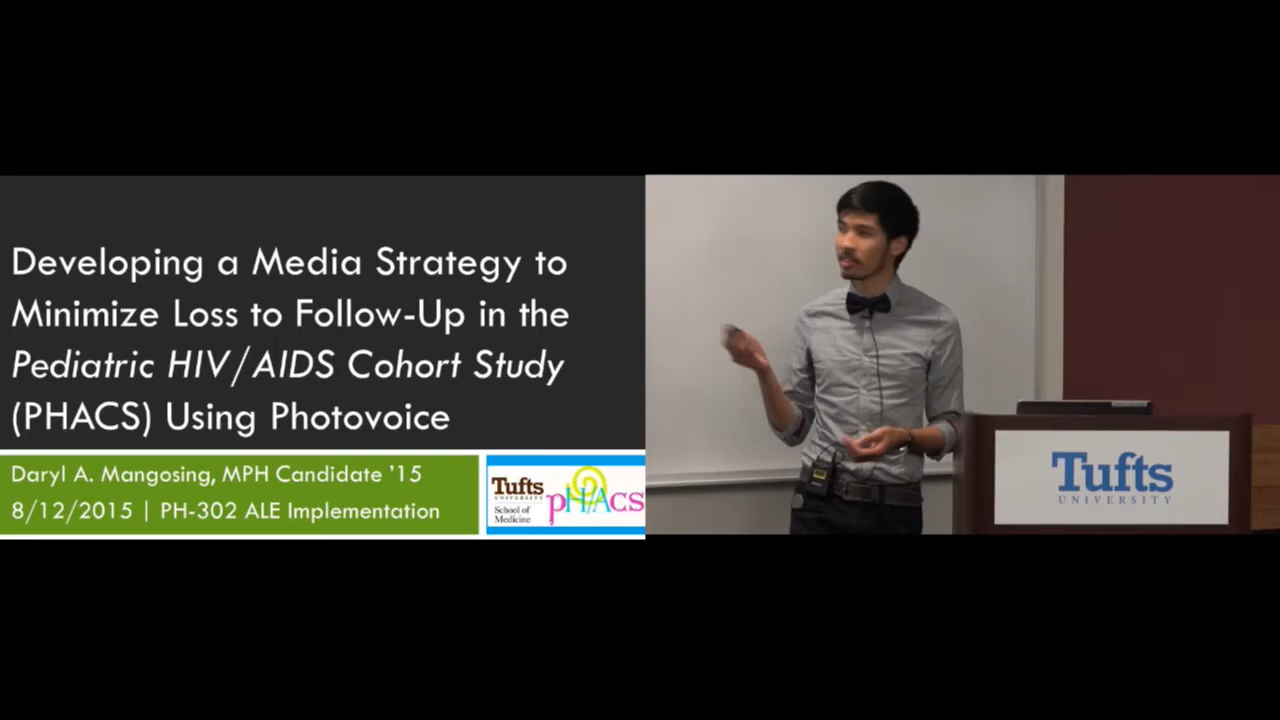 Developing a Media Strategy to
Minimize Loss to Follow-Up in the
Pediatric HIV/AIDS Cohort Study
(PHACS) Using Photovoice
Daryl A. Mangosing, MPH Candidate ’15
8/12/2015 | PH-302 ALE Implementation
Tufts
UNIVERSITY
School of
Medicine
pHACS
Tufts
UNIVERSITY